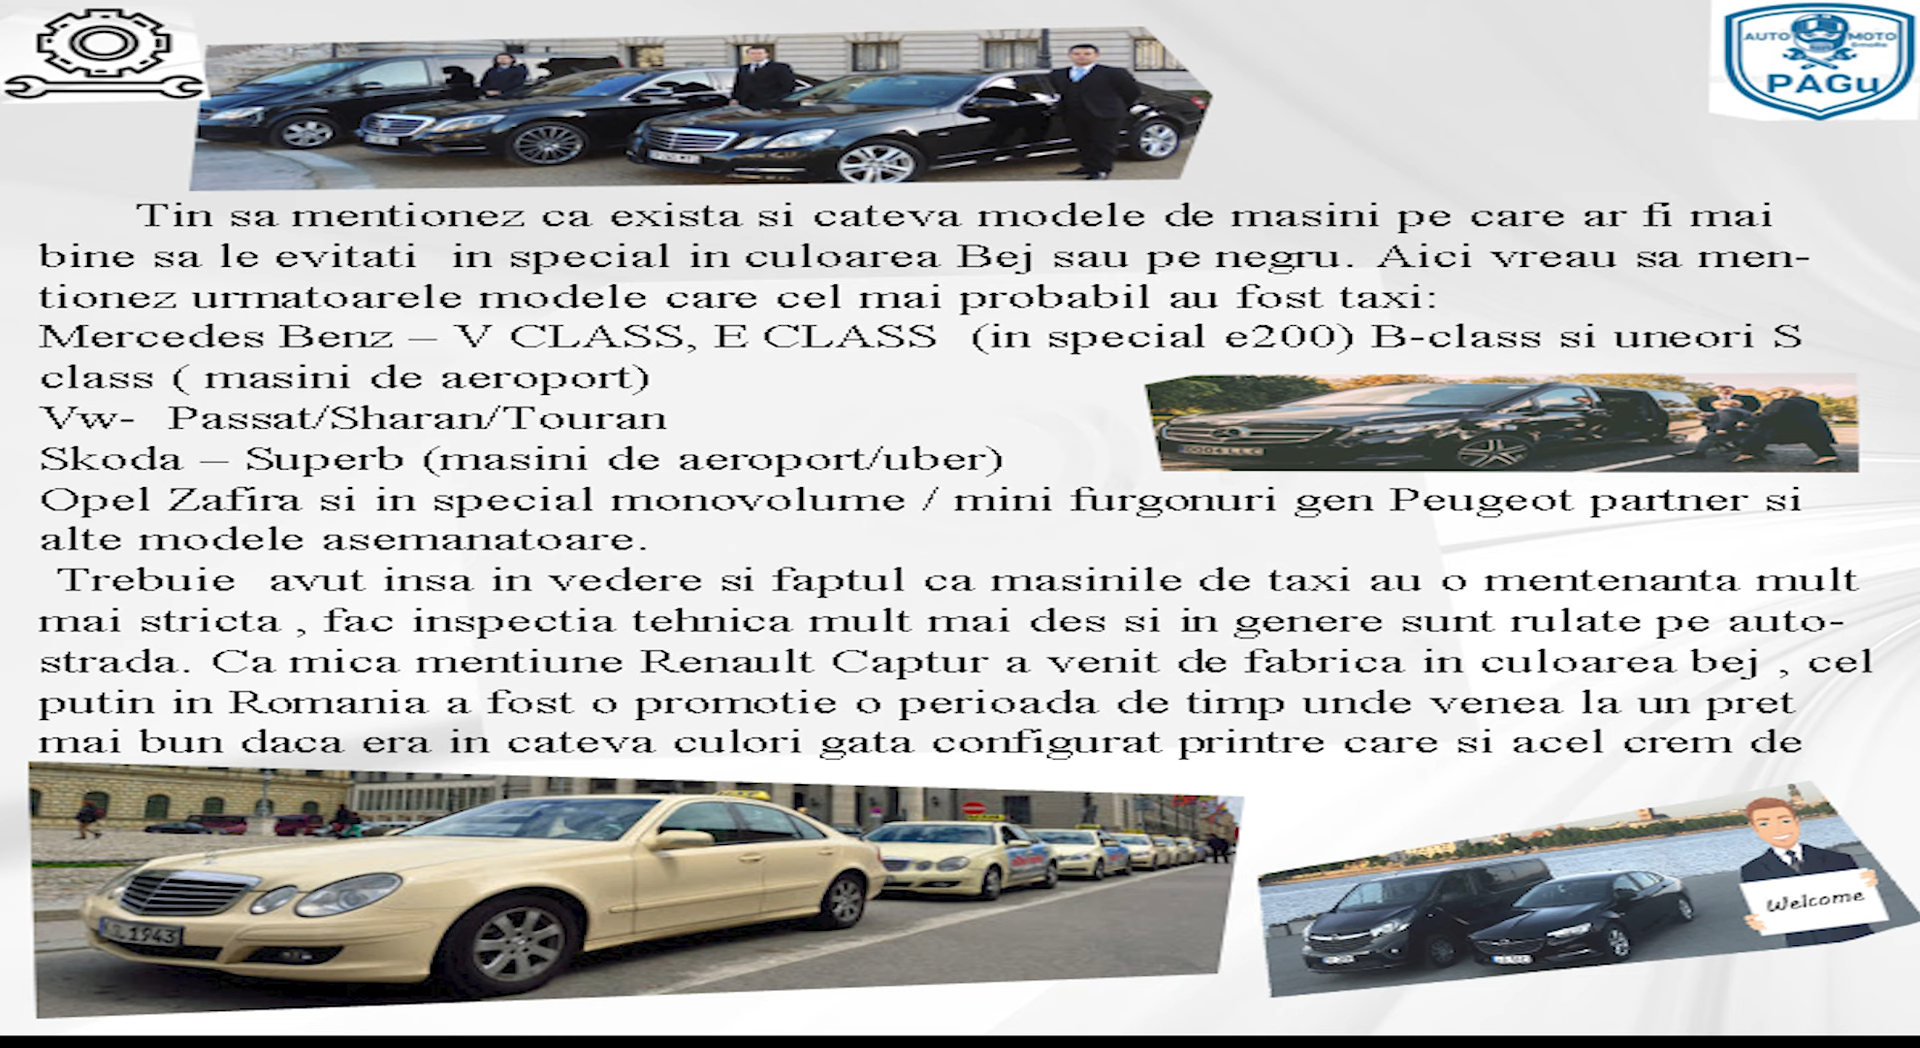 AUTO MOTO
PAGu
Tin sa mentionez ca exista si cateva modele de masini pe care ar fi mai
bine sa le evitati in special in culoarea Bej sau pe negru. Aici vreau sa men-
tionez urmatoarele modele care cel mai probabil au fost taxi:
Mercedes Benz – V CLASS, E CLASS (in special e200) B-class si uneori S
class ( masini de aeroport)
Vw- Passat/Sharan/Touran
Skoda – Superb (masini de aeroport/uber)
Opel Zafira si in special monovolume / mini furgonuri gen Peugeot partner si
alte modele asemanatoare.
Trebuie avut insa in vedere si faptul ca masinile de taxi au o mentenanta mult
mai stricta , fac inspectia tehnica mult mai des si in genere sunt rulate pe auto-
strada. Ca mica mentiune Renault Captur a venit de fabrica in culoarea bej , cel
putin in Romania a fost o promotie o perioada de timp unde venea la un pret
mai bun daca era in cateva culori gata configurat printre care si acel crem de
Welcome